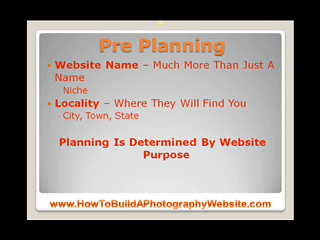 Pre Planning
• Website Name – Much More Than Just A
Name
◦ Niche
• Locality – Where They Will Find You
◦ City, Town, State
Planning Is Determined By Website
Purpose
www.HowToBuildAPhotographyWebsite.com